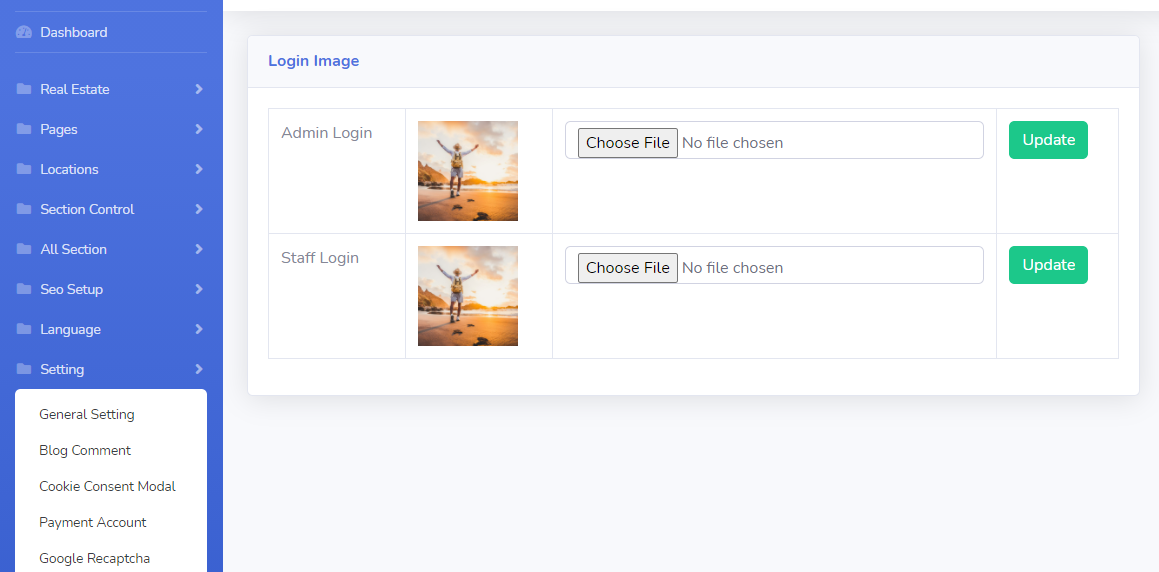 Dashboard
Real Estate
Pages
Locations
Section Control
All Section
Seo Setup
Language
Setting
General Setting
Blog Comment
Cookie Consent Modal
Payment Account
Google Recaptcha
Login Image
Admin Login
Choose File No file chosen
Update
Staff Login
Choose File No file chosen
Update